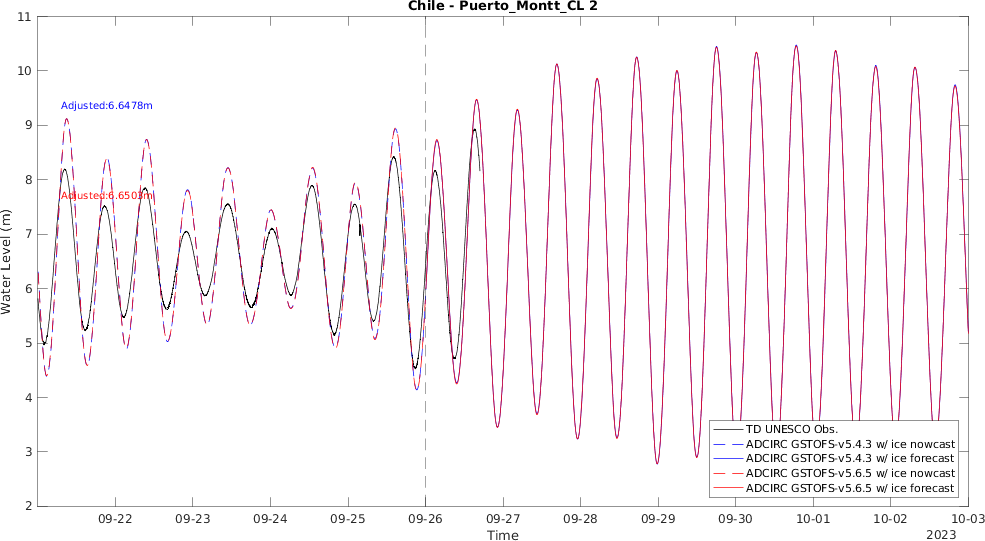 Chile - Puerto_Montt_CL 2
11
10
9
8
7
6
5
4
3
2
Water Level (m)
Adjusted:6.6478m
Adjusted:6.6503m
TD UNESCO Obs.
ADCIRC GSTOFS-v5.4.3 w/ ice nowcast
ADCIRC GSTOFS-v5.4.3 w/ ice forecast
ADCIRC GSTOFS-v5.6.5 w/ ice nowcast
ADCIRC GSTOFS-v5.6.5 w/ ice forecast
09-22 09-23 09-24 09-25 09-26 09-27 09-28 09-29 09-30 10-01 10-02 10-03
Time
2023